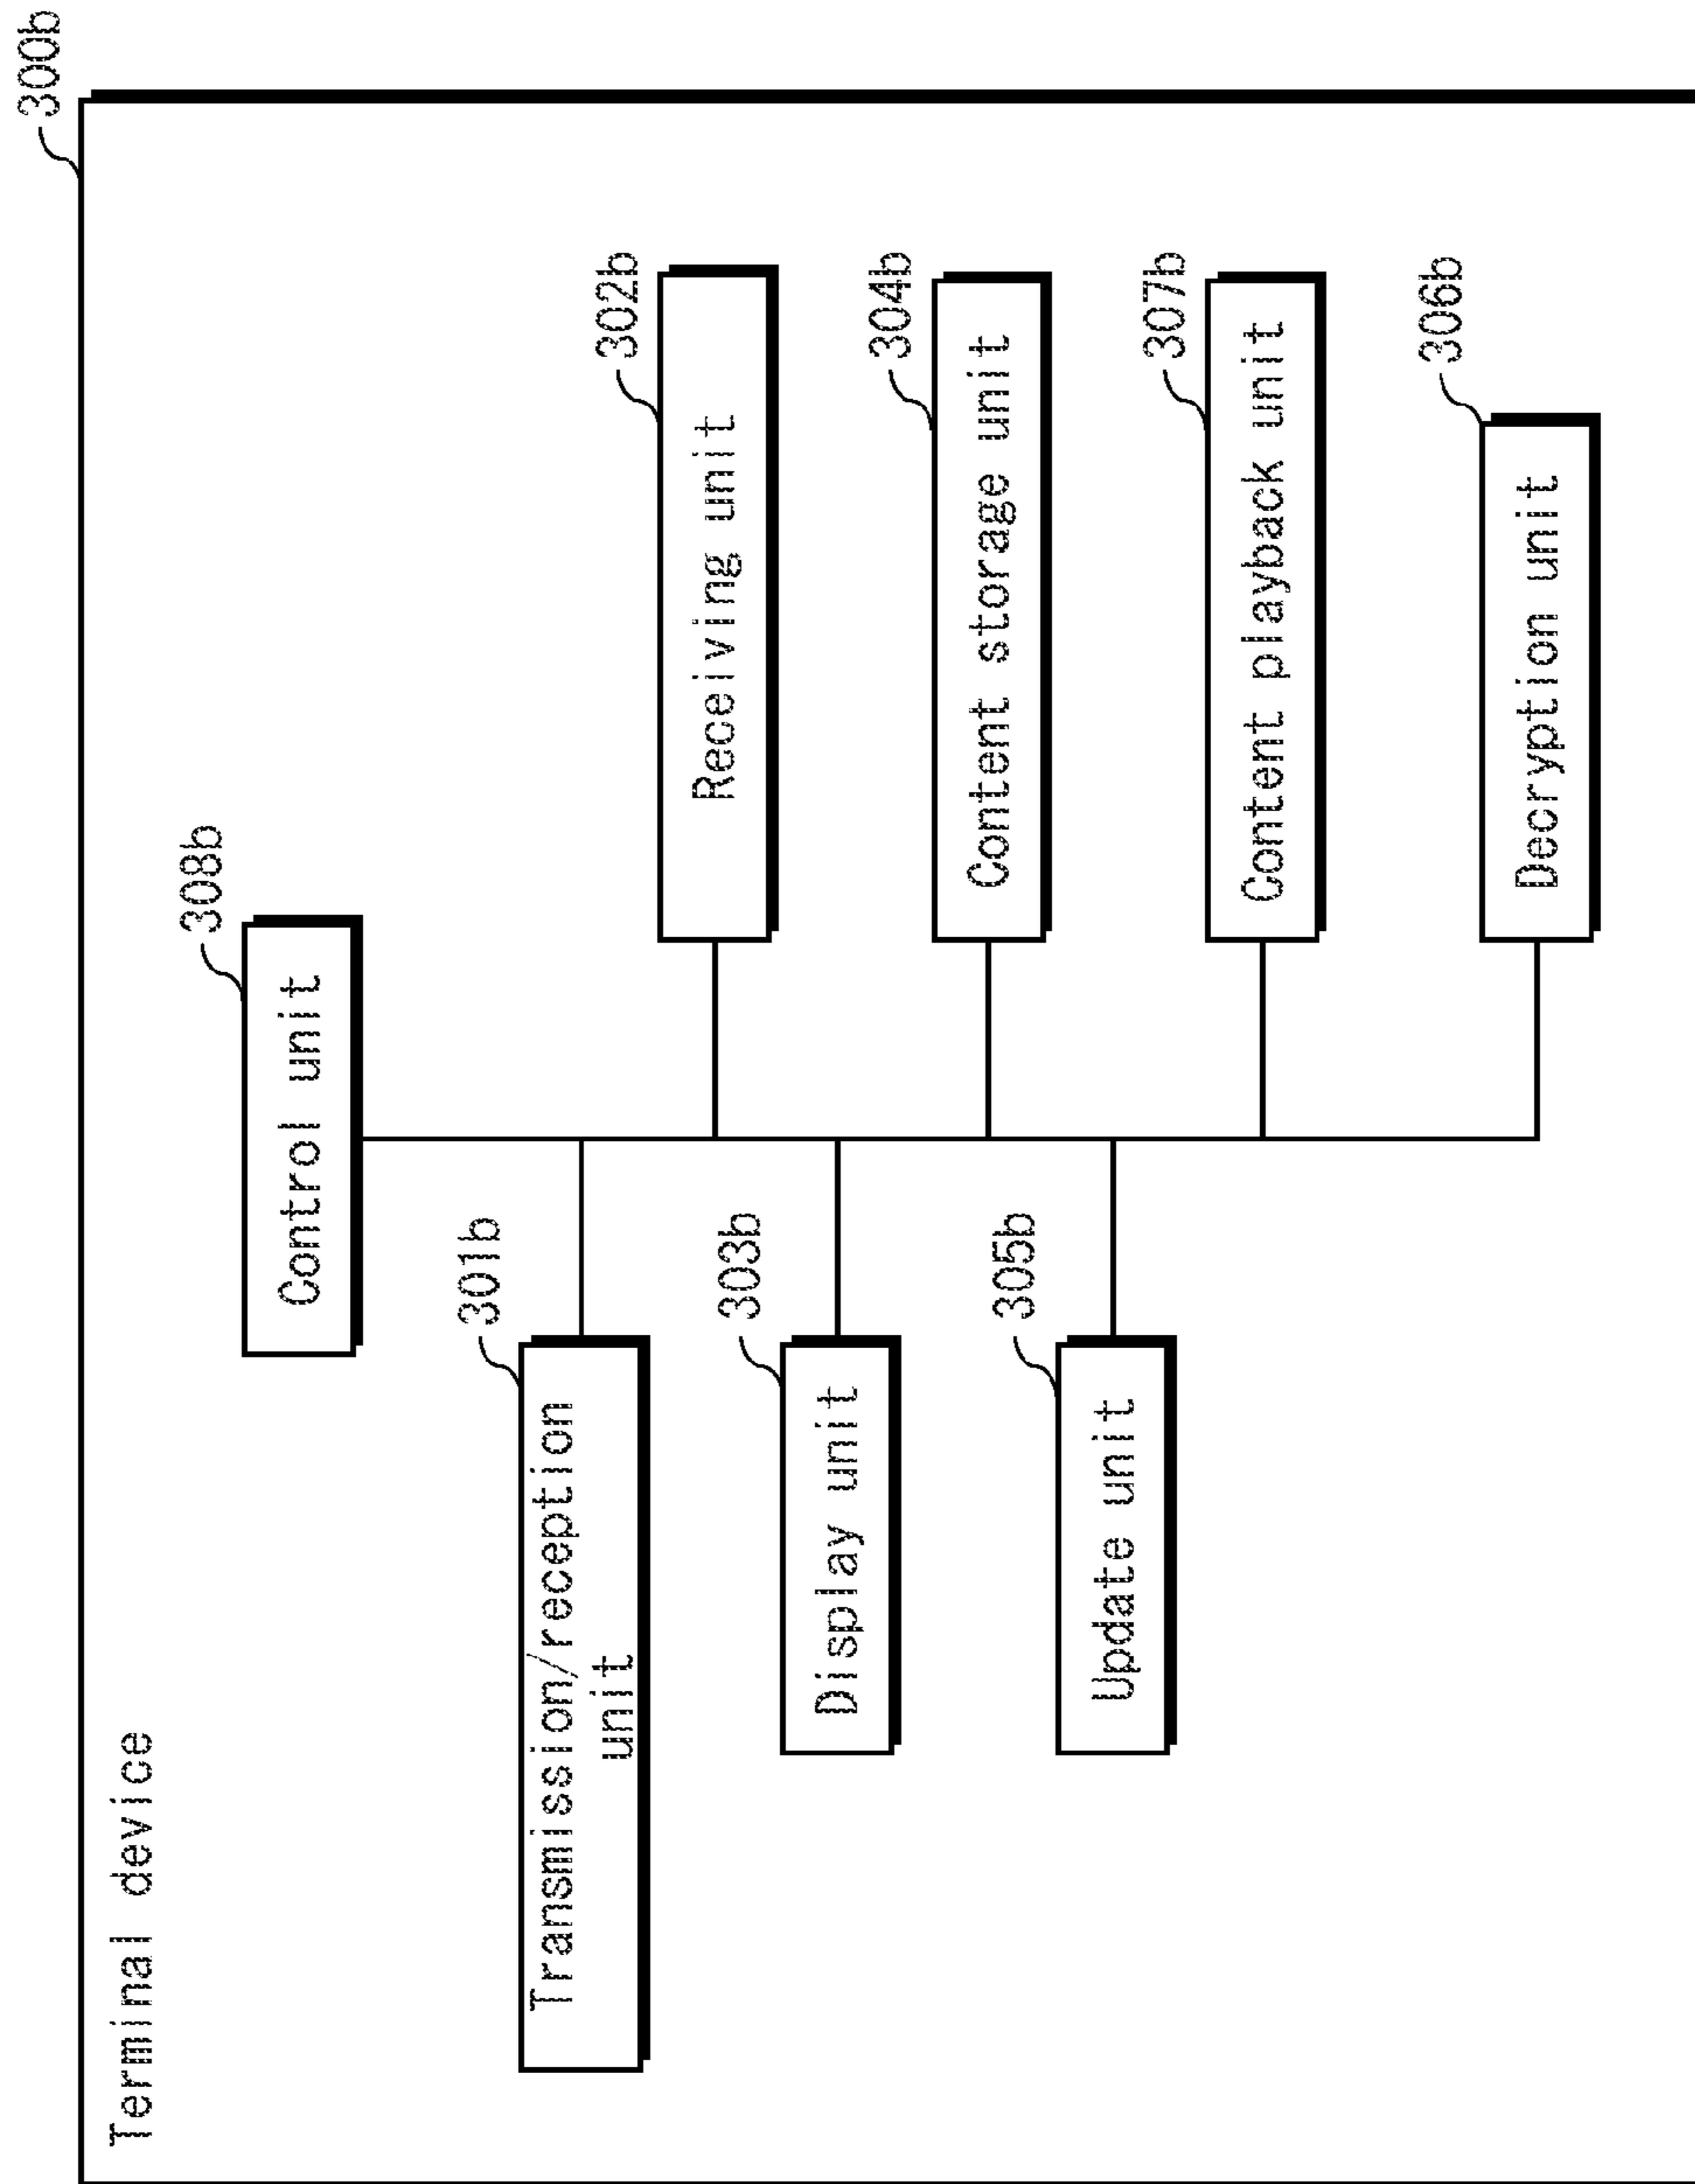 300b
Terminal device
308b
Control unit
301b
Transmission/reception
unit
302b
Receiving unit
303b
Display unit
304b
Content storage unit
305b
Update unit
307b
Content playback unit
306b
Decryption unit